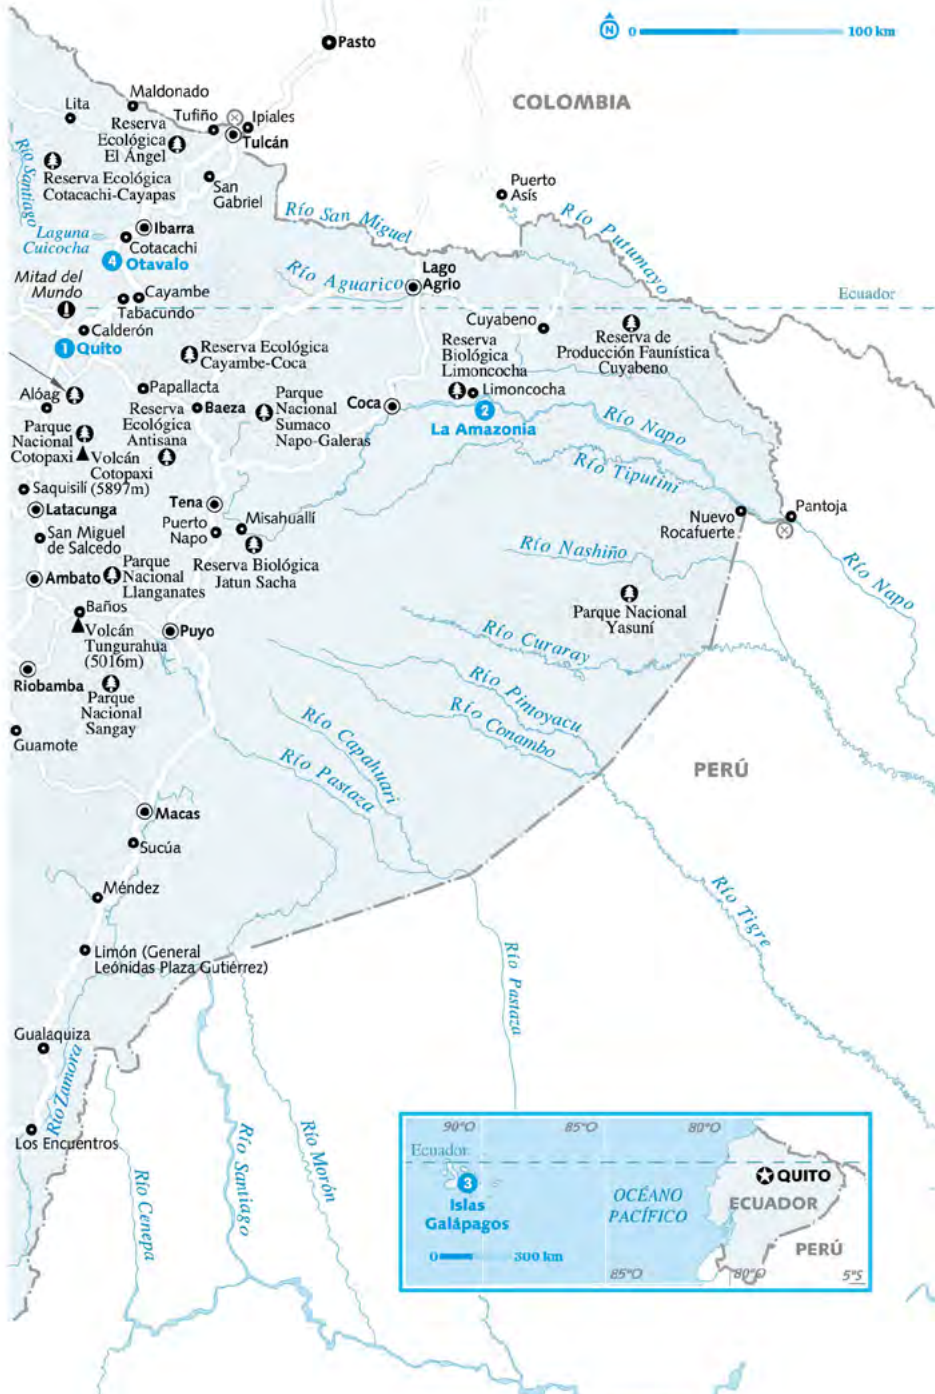 N 0 100 km
Pasto
COLOMBIA
Maldonado
Lita
Tufiño
Ipiales
Reserva
Ecológica
El Ángel
Tulcán
Río Santiago
Reserva Ecológica
Cotacachi-Cayapas
San
Gabriel
Puerto
Asís
Río San Miguel
Río Putumayo
Ibarra
Laguna
Cuicocha
Cotacachi
4 Otavalo
Mitad del
Mundo
Río Aguarico
Lago
Agrio
Ecuador
Cayambe
Tabacundo
Calderón
1 Quito
Cuyabeno
Reserva
Biológica
Limoncocha
Reserva de
Producción Faunística
Cuyabeno
Reserva Ecológica
Cayambe-Coca
Alóag
Papallacta
Limoncocha
Baeza
Parque
Nacional
Sumaco
Napo-Galeras
Coca
2
La Amazonia
Río Napo
Reserva
Ecológica
Antisana
Parque
Nacional
Cotopaxi
Volcán
Cotopaxi
(5897m)
Río Tiputini
Saquisilí
Latacunga
Tena
Nuevo
Rocafuerte
Pantoja
San Miguel
de Salcedo
Puerto
Napo
Misahuallí
Reserva Biológica
Jatun Sacha
Río Nashiño
Río Napo
Ambato
Parque
Nacional
Llanganates
Parque Nacional
Yasuní
Baños
Volcán
Tungurahua
(5016m)
Puyo
Río Curaray
Riobamba
Parque
Nacional
Sangay
Río Pintoyacu
Río Conambo
Guamote
Río Capahuari
Río Pastaza
PERÚ
Macas
Sucúa
Méndez
Río Tigre
Limón (General
Leónidas Plaza Gutiérrez)
Río Pastaza
Gualaquiza
Río Zamora
Los Encuentros
Río Cenepa
Río Santiago
Río Morón
90°O 85°O 80°O
Ecuador
3
Islas
Galápagos
QUITO
OCÉANO
PACÍFICO
ECUADOR
0 300 km
PERÚ
85°O 80°O 5°S